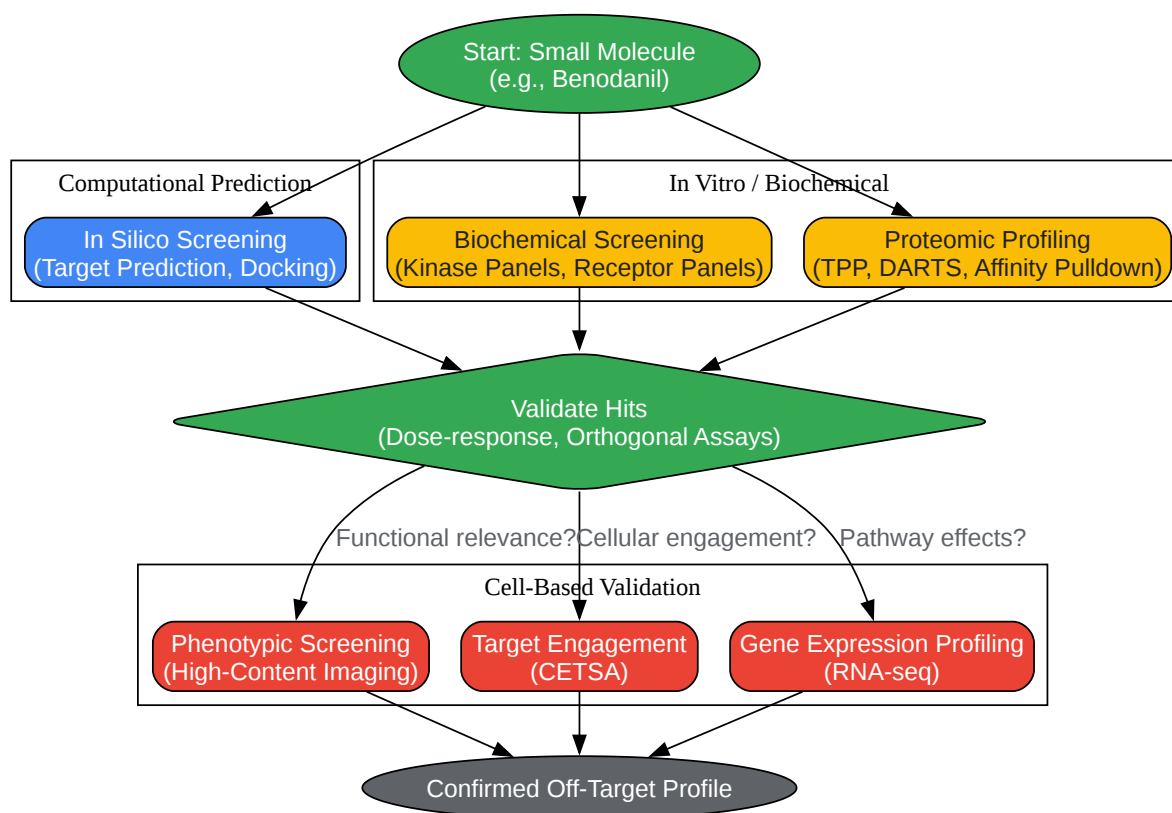 Start: Small Molecule
(e.g., Benodanil)
Computational Prediction
In Vitro / Biochemical
In Silico Screening
(Target Prediction, Docking)
Biochemical Screening
(Kinase Panels, Receptor Panels)
Proteomic Profiling
(TPP, DARTS, Affinity Pulldown)
Validate Hits
(Dose-response, Orthogonal Assays)
Functional relevance?
Cellular engagement?
Pathway effects?
Cell-Based Validation
Phenotypic Screening
(High-Content Imaging)
Target Engagement
(CETSA)
Gene Expression Profiling
(RNA-seq)
Confirmed Off-Target Profile